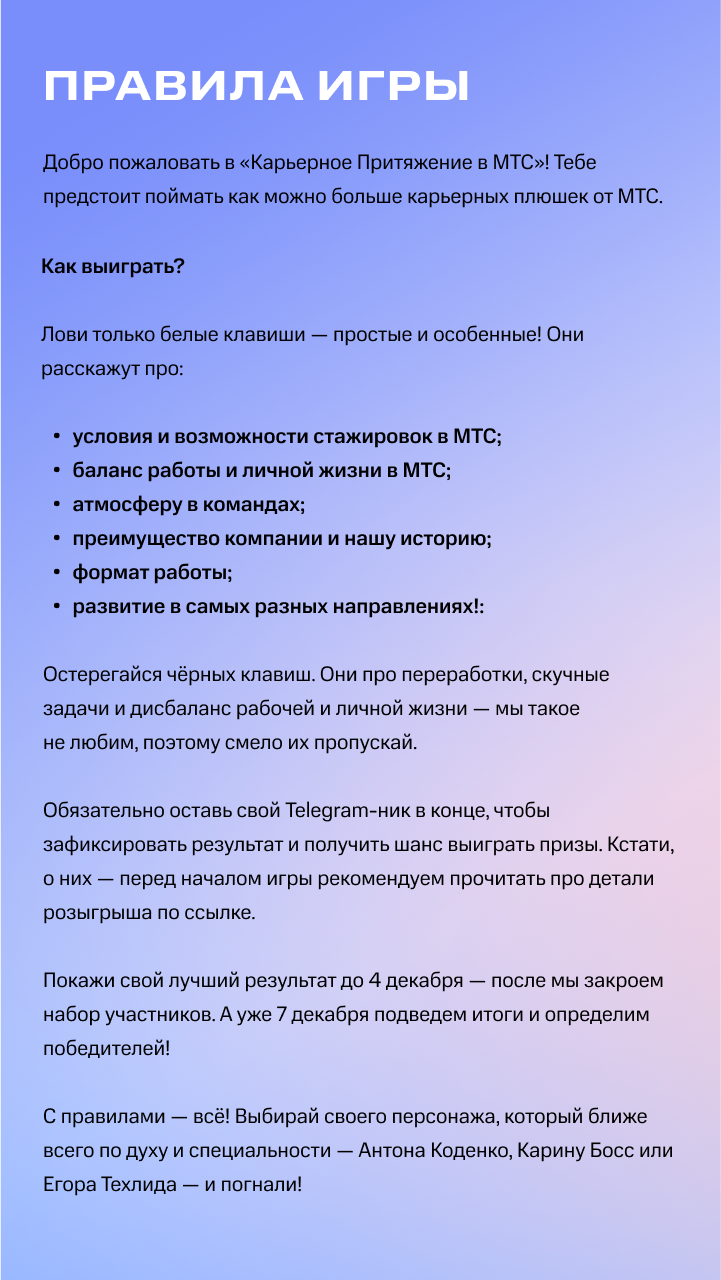 ПРАВИЛА ИГРЫ
Добро пожаловать в «Карьерное Притяжение в МТС»! Тебе
предстоит поймать как можно больше карьерных плюшек от МТС.
Как выиграть?
Лови только белые клавиши — простые и особенные! Они
расскажут про:
• условия и возможности стажировок в МТС;
• баланс работы и личной жизни в МТС;
• атмосферу в командах;
• преимущество компании и нашу историю;
• формат работы;
• развитие в самых разных направлениях!:
Остерегайся чёрных клавиш. Они про переработки, скучные
задачи и дисбаланс рабочей и личной жизни — мы такое
не любим, поэтому смело их пропускай.
Обязательно оставь свой Telegram-ник в конце, чтобы
зафиксировать результат и получить шанс выиграть призы. Кстати,
о них — перед началом игры рекомендуем прочитать про детали
розыгрыша по ссылке.
Покажи свой лучший результат до 4 декабря — после мы закроем
набор участников. А уже 7 декабря подведем итоги и определим
победителей!
С правилами — всё! Выбирай своего персонажа, который ближе
всего по духу и специальности — Антона Коденко, Карину Босс или
Егора Техлида — и погнали!